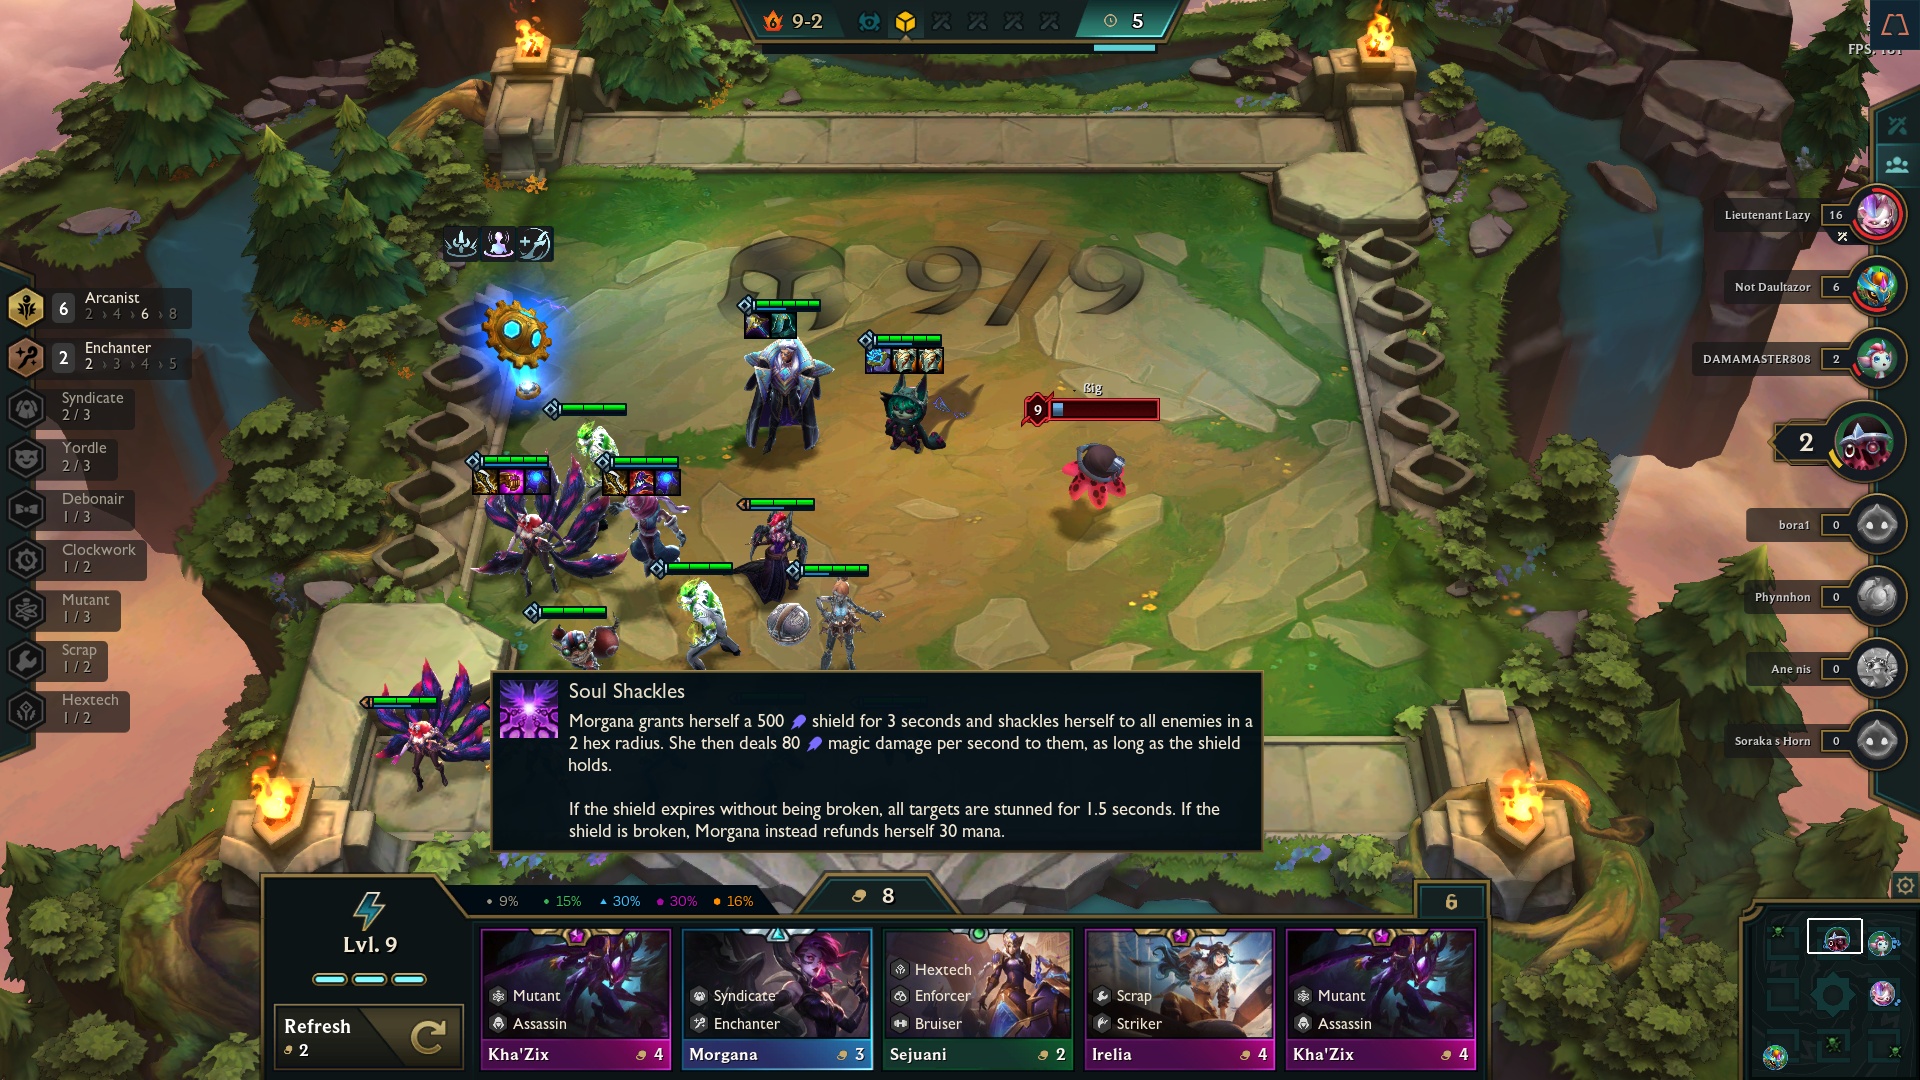 9-2
5
FPS: 161
9/9
Lieutenant Lazy 16
Not Daultazor 6
DAMAMASTER808 2
2
bora1 0
Phynnhon 0
Ane nis 0
Soraka s Horn 0
6 Arcanist
2 › 4 › 6 › 8
2 Enchanter
2 › 3 › 4 › 5
Syndicate
2 / 3
Yordle
2 / 3
Debonair
1 / 3
Clockwork
1 / 2
Mutant
1 / 3
Scrap
1 / 2
Hextech
1 / 2
9
Soul Shackles
Morgana grants herself a 500 shield for 3 seconds and shackles herself to all enemies in a
2 hex radius. She then deals 80 magic damage per second to them, as long as the shield
holds.
If the shield expires without being broken, all targets are stunned for 1.5 seconds. If the
shield is broken, Morgana instead refunds herself 30 mana.
9% 15% 30% 30% 16%
8
6
Lvl. 9
Refresh
2
Mutant
Assassin
Kha'Zix 4
Syndicate
Enchanter
Morgana 3
Hextech
Enforcer
Bruiser
Sejuani 2
Scrap
Striker
Irelia 4
Mutant
Assassin
Kha'Zix 4